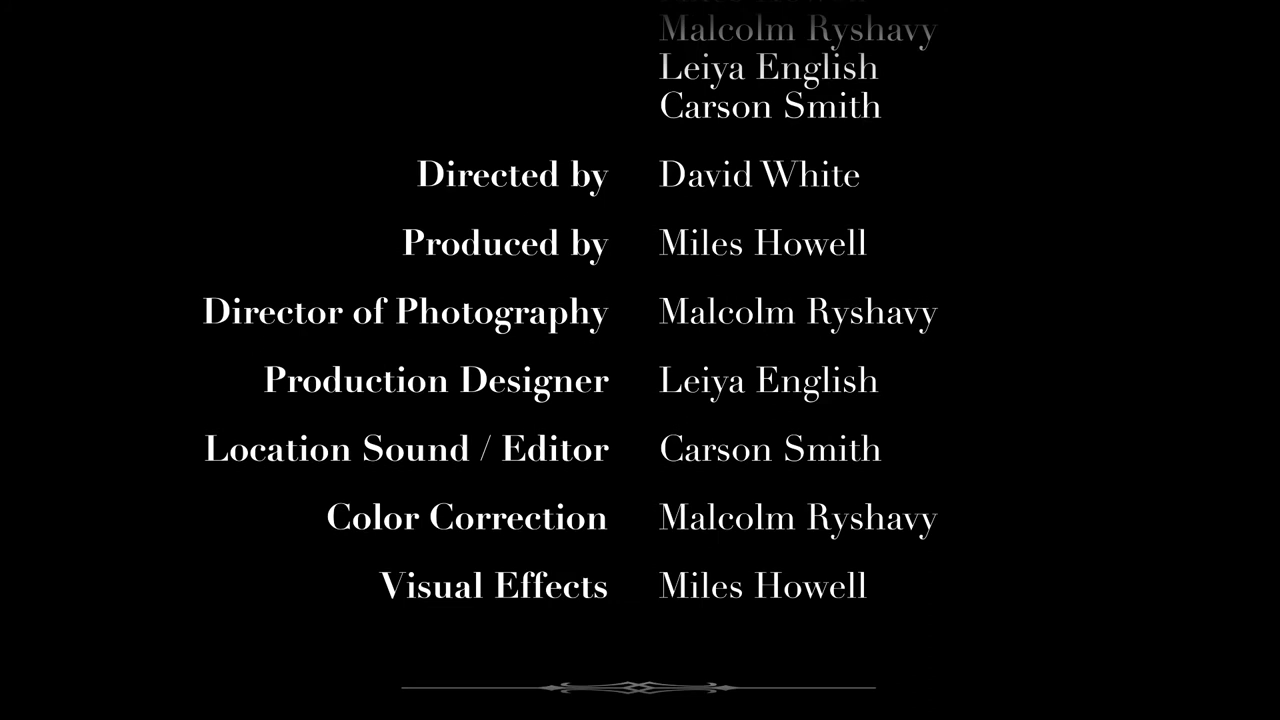 Malcolm Ryshavy
Leiya English
Carson Smith
Directed by David White
Produced by Miles Howell
Director of Photography Malcolm Ryshavy
Production Designer Leiya English
Location Sound / Editor Carson Smith
Color Correction Malcolm Ryshavy
Visual Effects Miles Howell